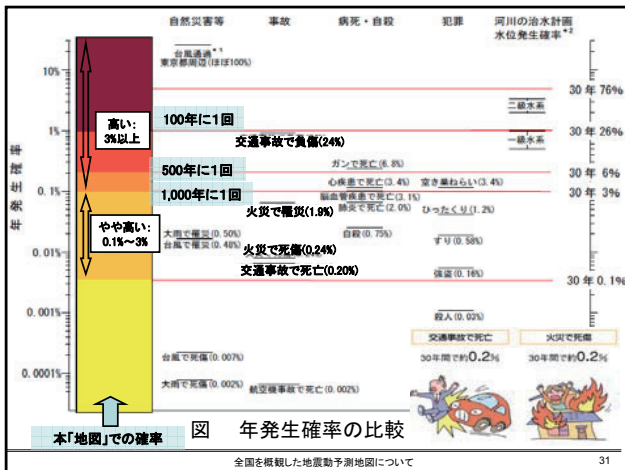 自然災害等 事故 病死・自殺 犯罪 河川の治水計画
水位発生確率*2
台風通過*1
東京都周辺(ほぼ100%)
10%
30年76%
二級水系
高い:
3%以上
100年に1回
1%
30年26%
交通事故で負傷(24%)
一級水系
ガンで死亡(6.8%)
500年に1回
30年 6%
心疾患で死亡(3.4%) 空き巣ねらい(3.4%)
0.1%
1,000年に1回
30年 3%
脳血管疾患で死亡(3.1%)
火災で罹災(1.9%) 肺炎で死亡(2.0%) ひったくり(1.2%)
年発生確率
やや高い:
0.1%~3%
大雨で罹災(0.50%) 自殺(0.75%)
台風で罹災(0.48%) 火災で死傷(0.24%) すり(0.58%)
0.01%
交通事故で死亡(0.20%) 強盗(0.16%)
30年 0.1%
0.001%
殺人(0.03%)
交通事故で死亡 火災で死傷
30年間で約0.2% 30年間で約0.2%
台風で死傷(0.007%)
0.0001%
大雨で死傷(0.002%) 航空機事故で死亡(0.002%)
本「地図」での確率
図 年発生確率の比較
全国を概観した地震動予測地図について 31